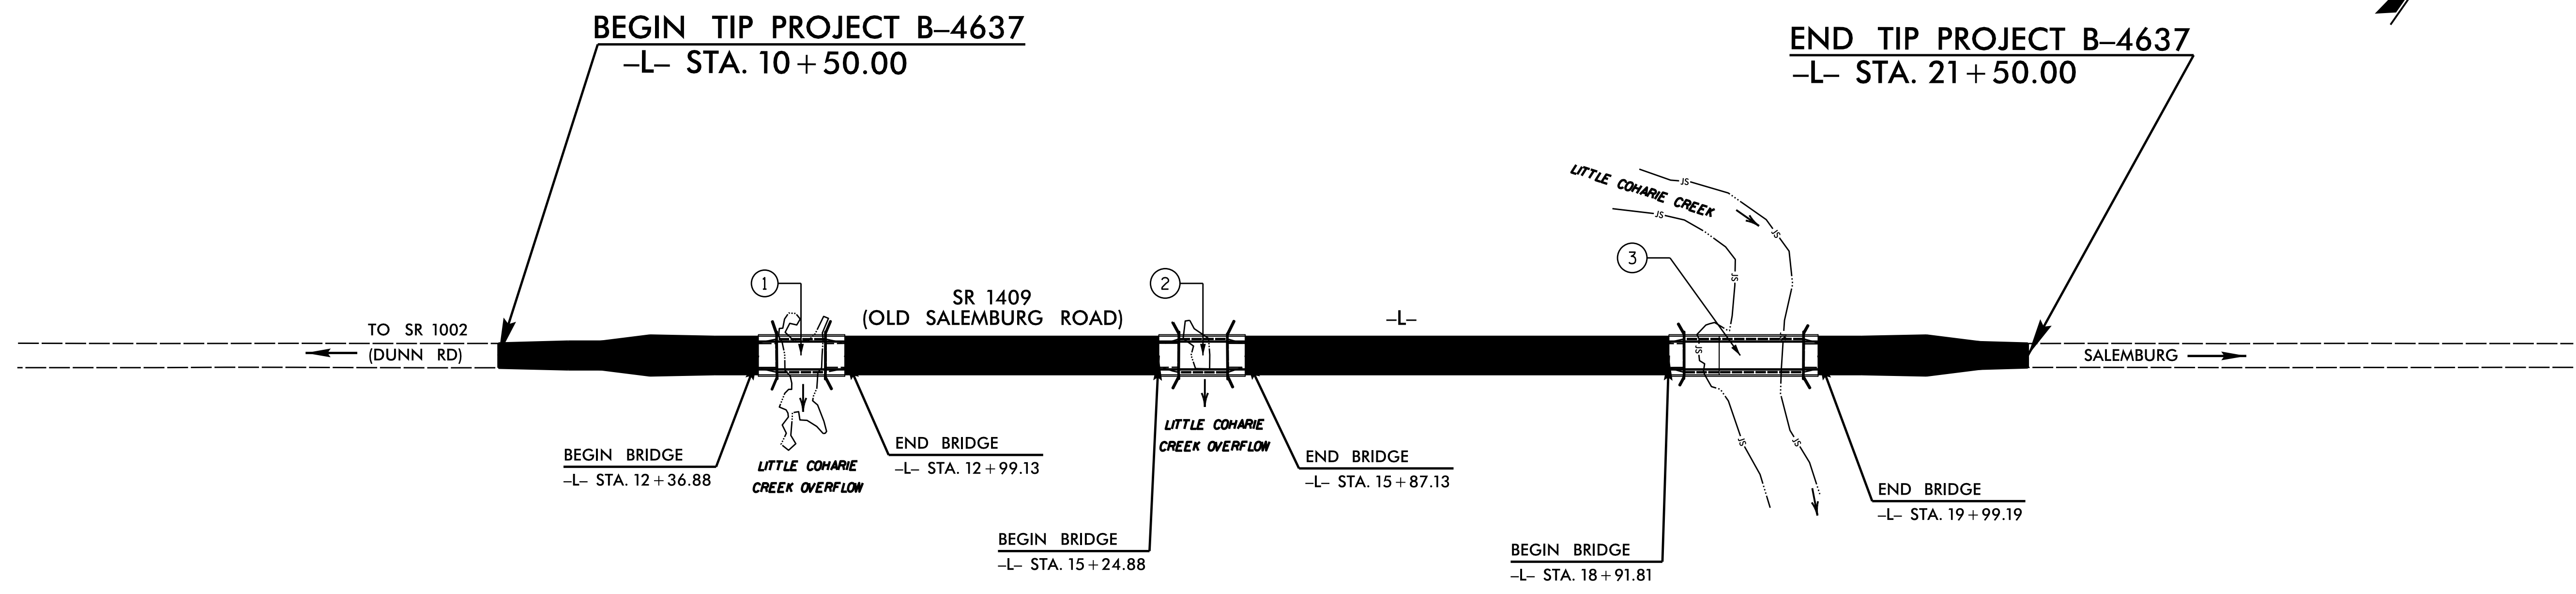 BEGIN TIP PROJECT B–4637
–L– STA. 10+50.00
END TIP PROJECT B–4637
–L– STA. 21+50.00
LITTLE COHARIE CREEK
JS
JS
JS
JS
1
2
3
SR 1409
(OLD SALEMBURG ROAD)
–L–
TO SR 1002
(DUNN RD)
SALEMBURG
JS
JS
JS
BEGIN BRIDGE
–L– STA. 12+36.88
LITTLE COHARIE
CREEK OVERFLOW
END BRIDGE
–L– STA. 12+99.13
LITTLE COHARIE
CREEK OVERFLOW
BEGIN BRIDGE
–L– STA. 15+24.88
END BRIDGE
–L– STA. 15+87.13
BEGIN BRIDGE
–L– STA. 18+91.81
END BRIDGE
–L– STA. 19+99.19